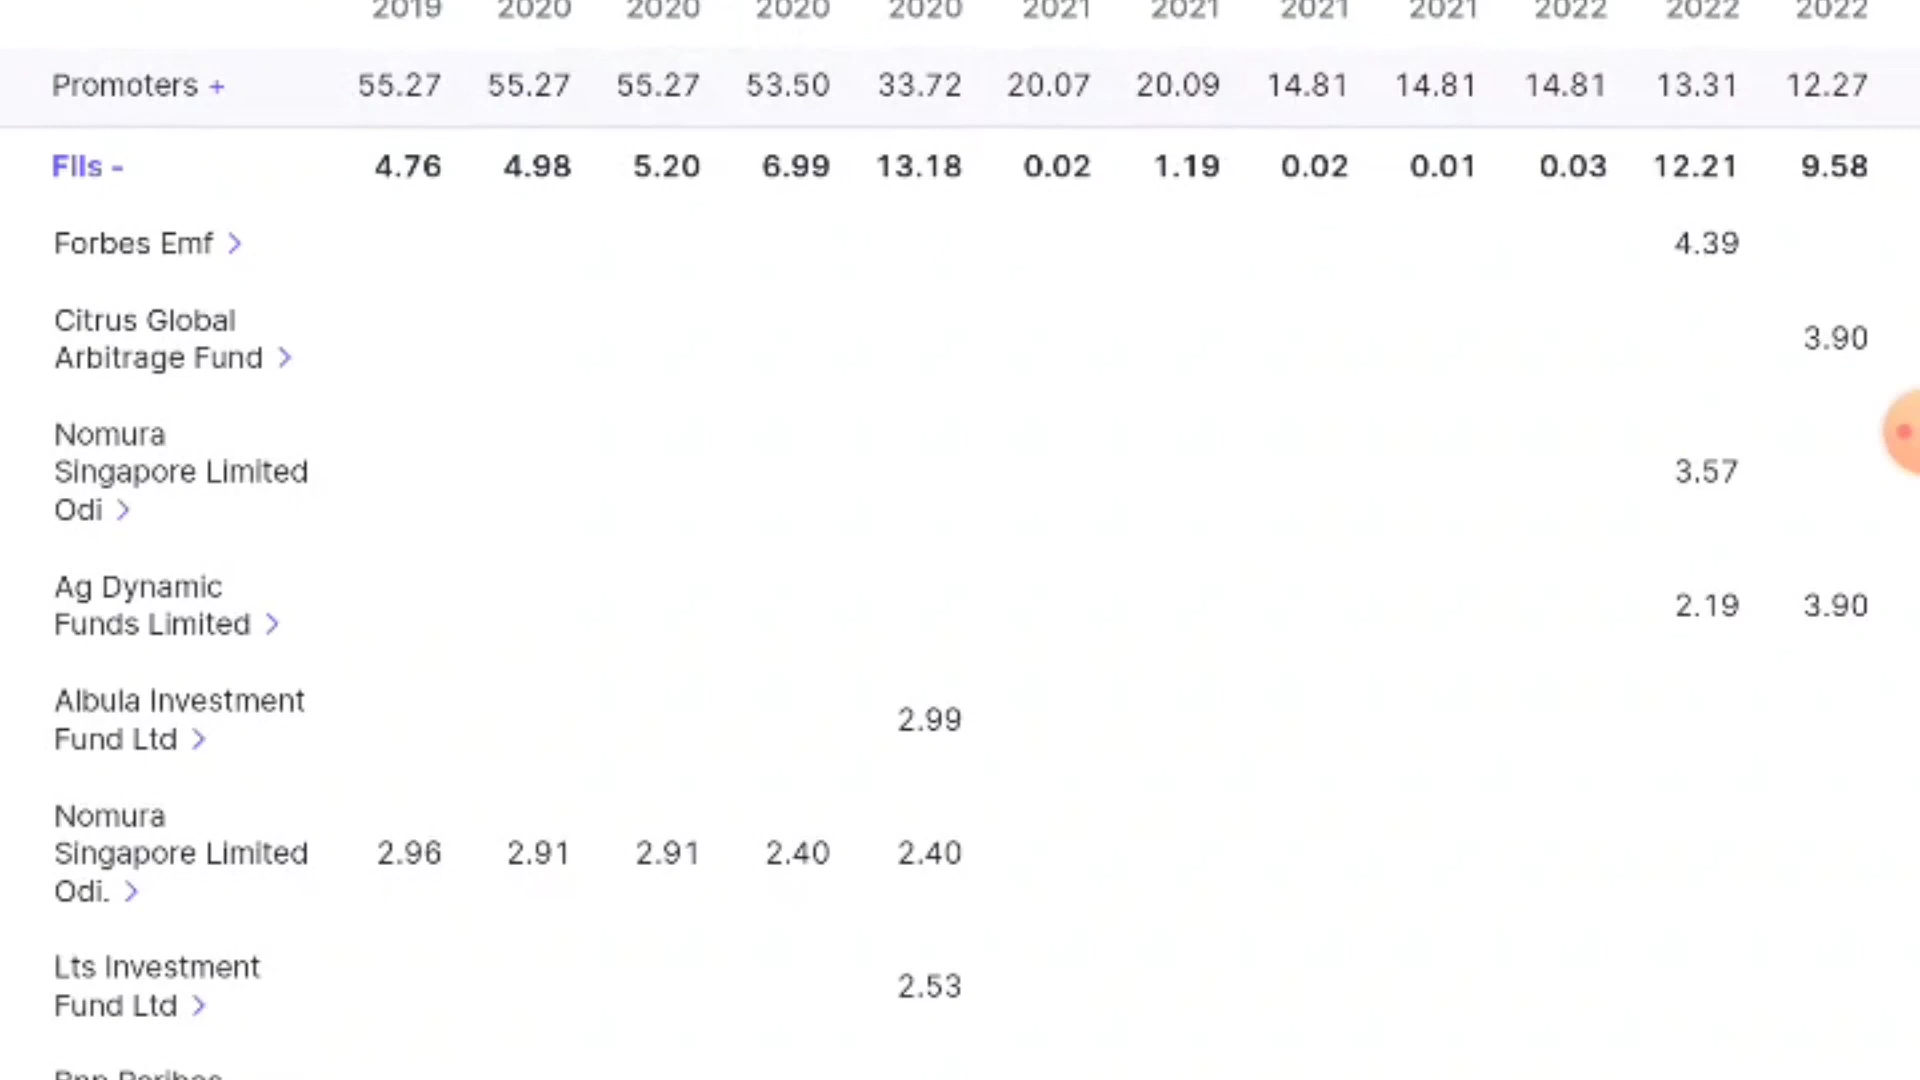 2019 2020 2020 2020 2020 2021 2021 2021 2021 2022 2022 2022
Promoters + 55.27 55.27 55.27 53.50 33.72 20.07 20.09 14.81 14.81 14.81 13.31 12.27
FIIs - 4.76 4.98 5.20 6.99 13.18 0.02 1.19 0.02 0.01 0.03 12.21 9.58
Forbes Emf > 4.39
Citrus Global
Arbitrage Fund > 3.90
Nomura
Singapore Limited 3.57
Odi >
Ag Dynamic
Funds Limited > 2.19 3.90
Albula Investment
Fund Ltd > 2.99
Nomura
Singapore Limited 2.96 2.91 2.91 2.40 2.40
Odi. >
Lts Investment
Fund Ltd > 2.53